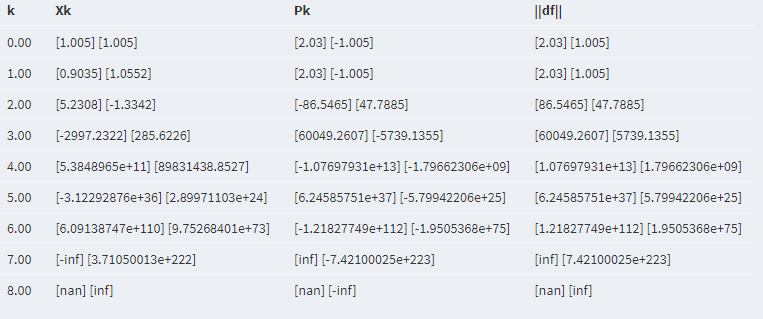 k Xk Pk ||df||
0.00 [1.005] [1.005] [2.03] [-1.005] [2.03] [1.005]
1.00 [0.9035] [1.0552] [2.03] [-1.005] [2.03] [1.005]
2.00 [5.2308] [-1.3342] [-86.5465] [47.7885] [86.5465] [47.7885]
3.00 [-2997.2322] [285.6226] [60049.2607] [-5739.1355] [60049.2607] [5739.1355]
4.00 [5.3848965e+11] [89831438.8527] [-1.07697931e+13] [-1.79662306e+09] [1.07697931e+13] [1.79662306e+09]
5.00 [-3.12292876e+36] [2.89971103e+24] [6.24585751e+37] [-5.79942206e+25] [6.24585751e+37] [5.79942206e+25]
6.00 [6.09138747e+110] [9.75268401e+73] [-1.21827749e+112] [-1.9505368e+75] [1.21827749e+112] [1.9505368e+75]
7.00 [-inf] [3.71050013e+222] [inf] [-7.42100025e+223] [inf] [7.42100025e+223]
8.00 [nan] [inf] [nan] [-inf] [nan] [inf]